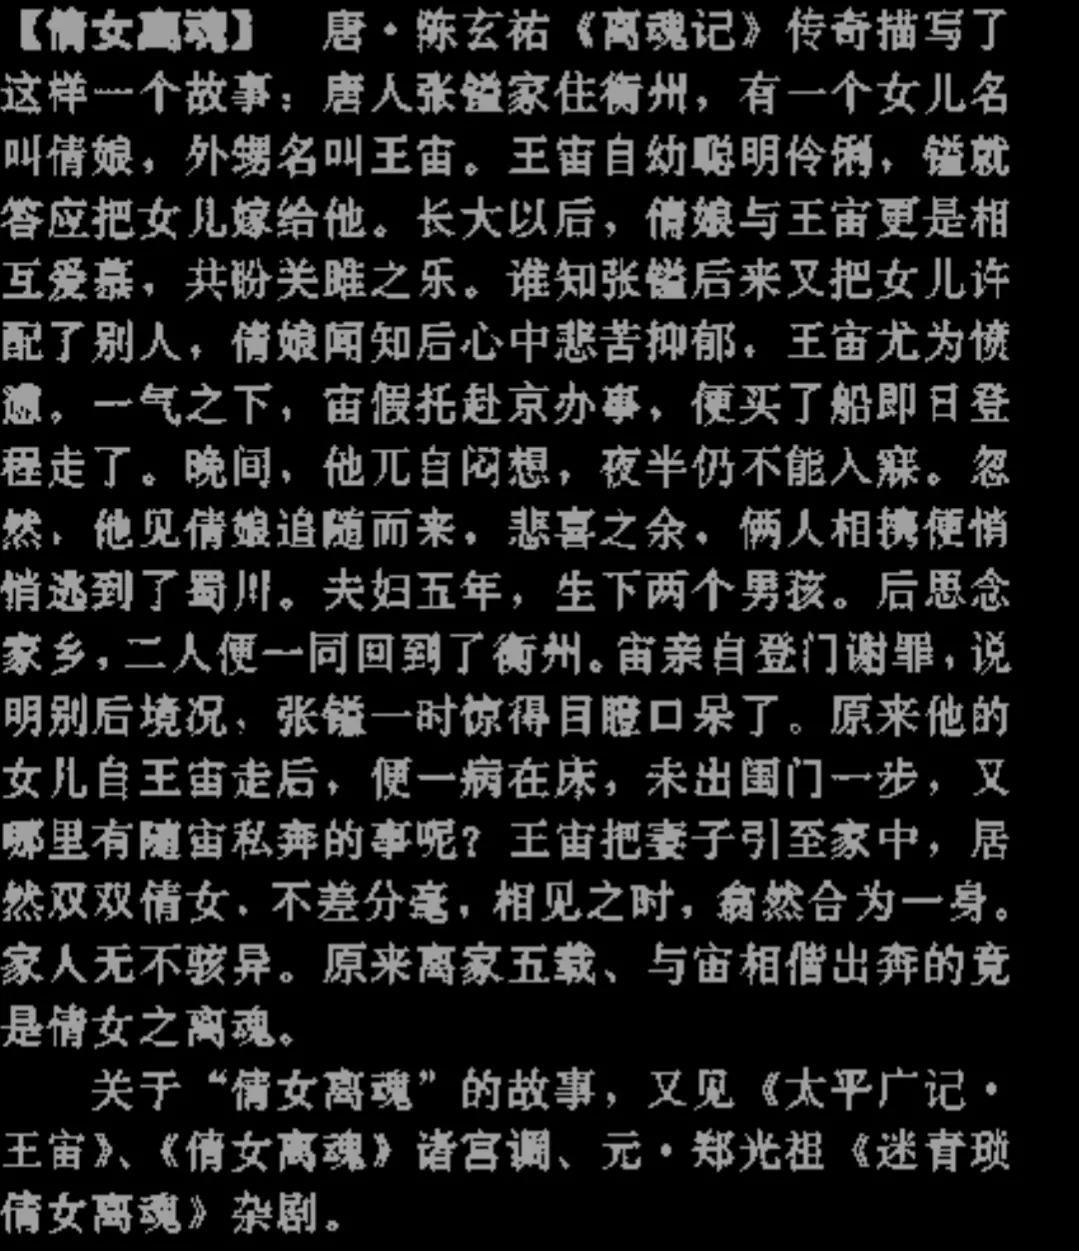 【倩女离魂】 唐·陈玄祐《离魂记》传奇描写了
这样一个故事：唐人张镒家住衡州，有一个女儿名
叫倩娘，外甥名叫王宙。王宙自幼聪明伶俐，镒就
答应把女儿嫁给他。长大以后，倩娘与王宙更是相
互爱慕，共盼关雎之乐。谁知张镒后来又把女儿许
配了别人，倩娘闻知后心中悲苦抑郁，王宙尤为愤
懑。一气之下，宙假托赴京办事，便买了船即日登
程走了。晚间，他兀自闷想，夜半仍不能入寐。忽
然，他见倩娘追随而来，悲喜之余，俩人相携便悄
悄逃到了蜀川。夫妇五年，生下两个男孩。后思念
家乡，二人便一同回到了衡州。宙亲自登门谢罪，说
明别后境况，张镒一时惊得目瞪口呆了。原来他的
女儿自王宙走后，便一病在床，未出闺门一步，又
哪里有随宙私奔的事呢？王宙把妻子引至家中，居
然双双倩女，不差分毫，相见之时，翕然合为一身。
家人无不骇异。原来离家五载、与宙相偕出奔的竟
是倩女之离魂。
关于“倩女离魂”的故事，又见《太平广记·
王宙》、《倩女离魂》诸宫调、元·郑光祖《迷青琐
倩女离魂》杂剧。